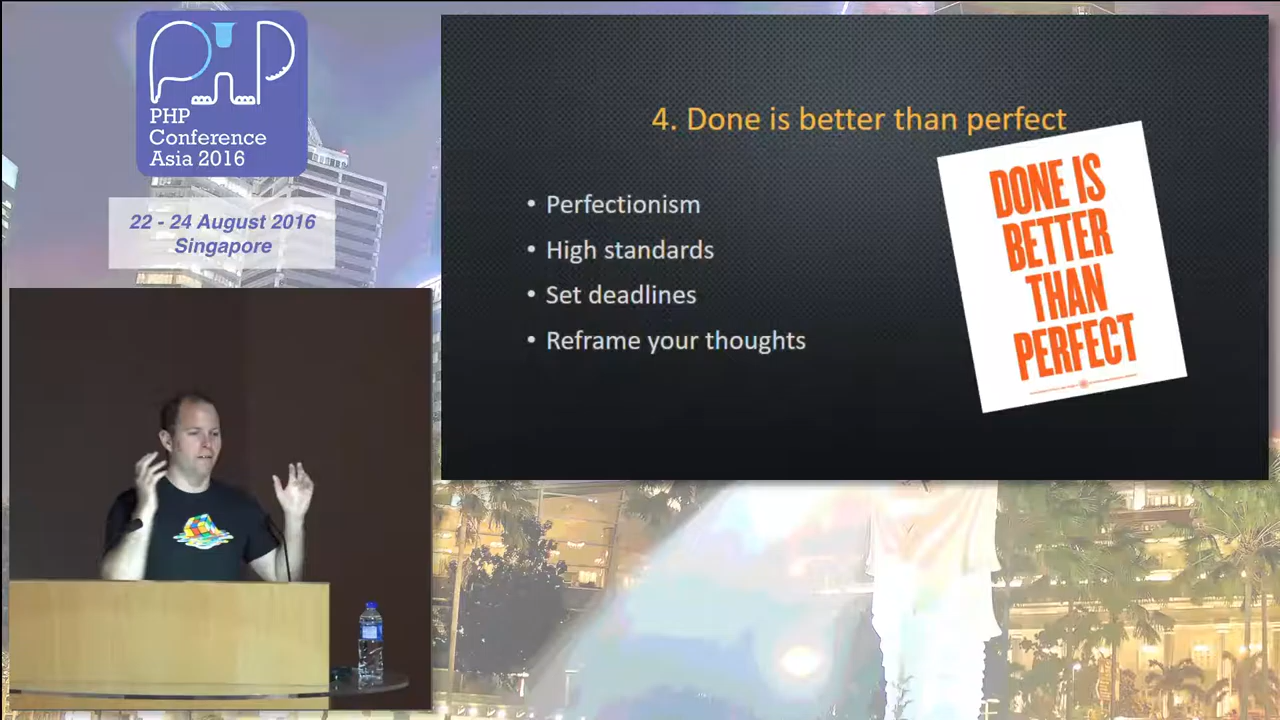 PHP
PHP
Conference
Asia 2016
22 - 24 August 2016
Singapore
4. Done is better than perfect
• Perfectionism
• High standards
• Set deadlines
• Reframe your thoughts
DONE IS
BETTER
THAN
PERFECT